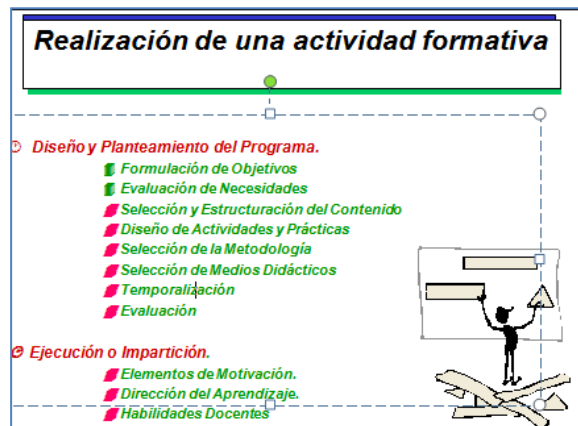 Realización de una actividad formativa
Diseño y Planteamiento del Programa.
Formulación de Objetivos
Evaluación de Necesidades
Selección y Estructuración del Contenido
Diseño de Actividades y Prácticas
Selección de la Metodología
Selección de Medios Didácticos
Temporalización
Evaluación
Ejecución o Impartición.
Elementos de Motivación.
Dirección del Aprendizaje.
Habilidades Docentes